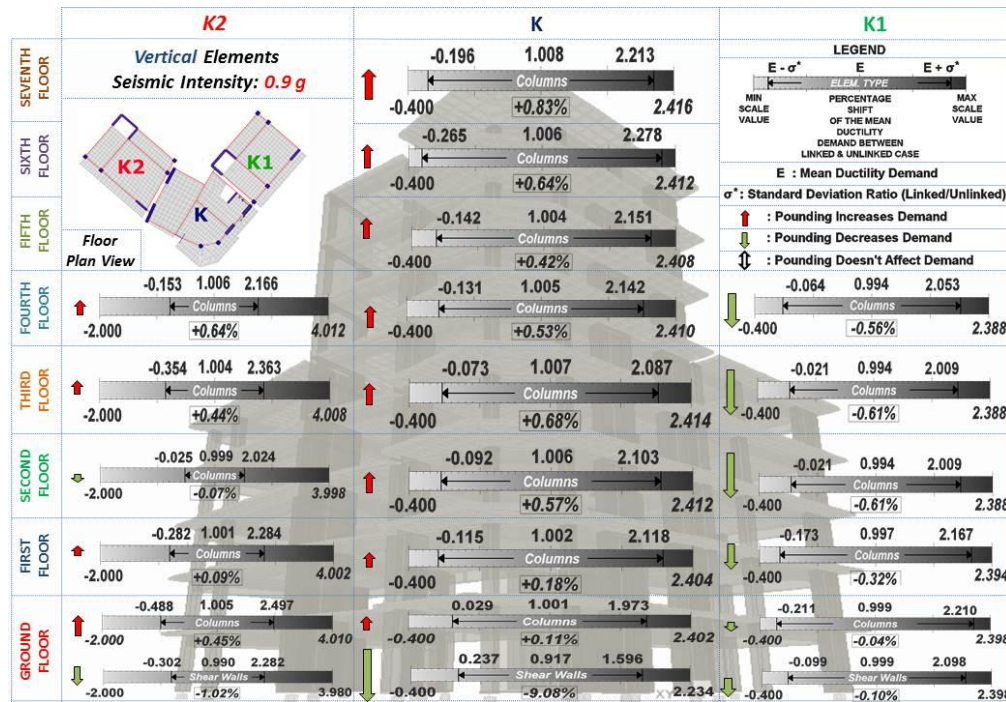 K2
K
K1
SEVENTH FLOOR
Vertical Elements
Seismic Intensity: 0.9 g
-0.196 1.008 2.213
Columns
-0.400 +0.83% 2.416
LEGEND
E - σ* E E + σ*
ELEM. TYPE
MIN SCALE VALUE
PERCENTAGE SHIFT OF THE MEAN DUCTILITY DEMAND BETWEEN LINKED & UNLINKED CASE
MAX SCALE VALUE
E : Mean Ductility Demand
σ*: Standard Deviation Ratio (Linked/Unlinked)
: Pounding Increases Demand
: Pounding Decreases Demand
: Pounding Doesn't Affect Demand
SIXTH FLOOR
K2
K1
K
-0.265 1.006 2.278
Columns
-0.400 +0.64% 2.412
FIFTH FLOOR
Floor
Plan View
-0.142 1.004 2.151
Columns
-0.400 +0.42% 2.408
FOURTH FLOOR
-0.153 1.006 2.166
Columns
-2.000 +0.64% 4.012
-0.131 1.005 2.142
Columns
-0.400 +0.53% 2.410
-0.064 0.994 2.053
Columns
-0.400 -0.56% 2.388
THIRD FLOOR
-0.354 1.004 2.363
Columns
-2.000 +0.44% 4.008
-0.073 1.007 2.087
Columns
-0.400 +0.68% 2.414
-0.021 0.994 2.009
Columns
-0.400 -0.61% 2.388
SECOND FLOOR
-0.025 0.999 2.024
Columns
-2.000 -0.07% 3.998
-0.092 1.006 2.103
Columns
-0.400 +0.57% 2.412
-0.021 0.994 2.009
Columns
-0.400 -0.61% 2.388
FIRST FLOOR
-0.282 1.001 2.284
Columns
-2.000 +0.09% 4.002
-0.115 1.002 2.118
Columns
-0.400 +0.18% 2.404
-0.173 0.997 2.167
Columns
-0.400 -0.32% 2.394
GROUND FLOOR
-0.488 1.005 2.497
Columns
-2.000 +0.45% 4.010
0.029 1.001 1.973
Columns
-0.400 +0.11% 2.402
-0.211 0.999 2.210
Columns
-0.400 -0.04% 2.398
-0.302 0.990 2.282
Shear Walls
-2.000 -1.02% 3.980
0.237 0.917 1.596
Shear Walls
-0.400 -9.08% 2.234
XY
-0.099 0.999 2.098
Shear Walls
-0.400 -0.10% 2.398